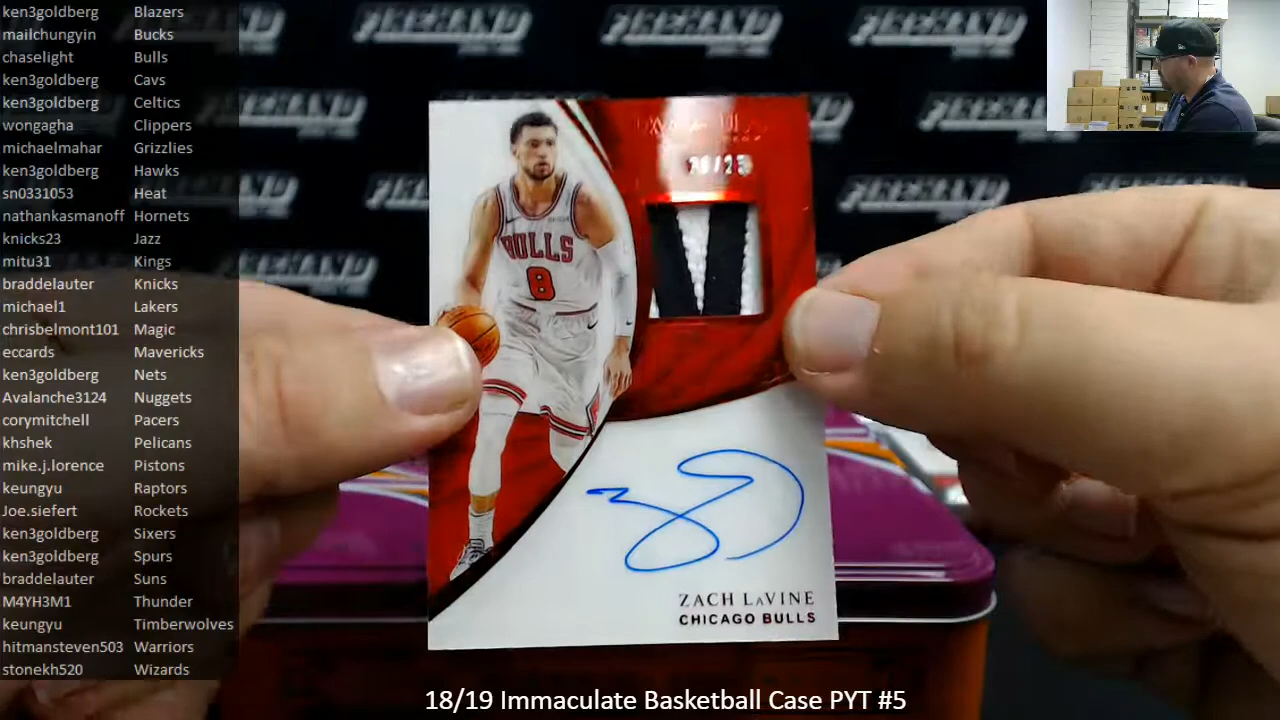 ken3goldberg Blazers
mailchungyin Bucks
chaselight Bulls
ken3goldberg Cavs
ken3goldberg Celtics
wongagha Clippers
michaelmahar Grizzlies
ken3goldberg Hawks
sn0331053 Heat
nathankasmanoff Hornets
knicks23 Jazz
mitu31 Kings
braddelauter Knicks
michael1 Lakers
chrisbelmont101 Magic
eccards Mavericks
ken3goldberg Nets
Avalanche3124 Nuggets
corymitchell Pacers
khshek Pelicans
mike.j.lorence Pistons
keungyu Raptors
Joe.siefert Rockets
ken3goldberg Sixers
ken3goldberg Spurs
braddelauter Suns
M4YH3M1 Thunder
keungyu Timberwolves
hitmansteven503 Warriors
stonekh520 Wizards
BULLS
8
ZACH LaVINE
CHICAGO BULLS
18/19 Immaculate Basketball Case PYT #5